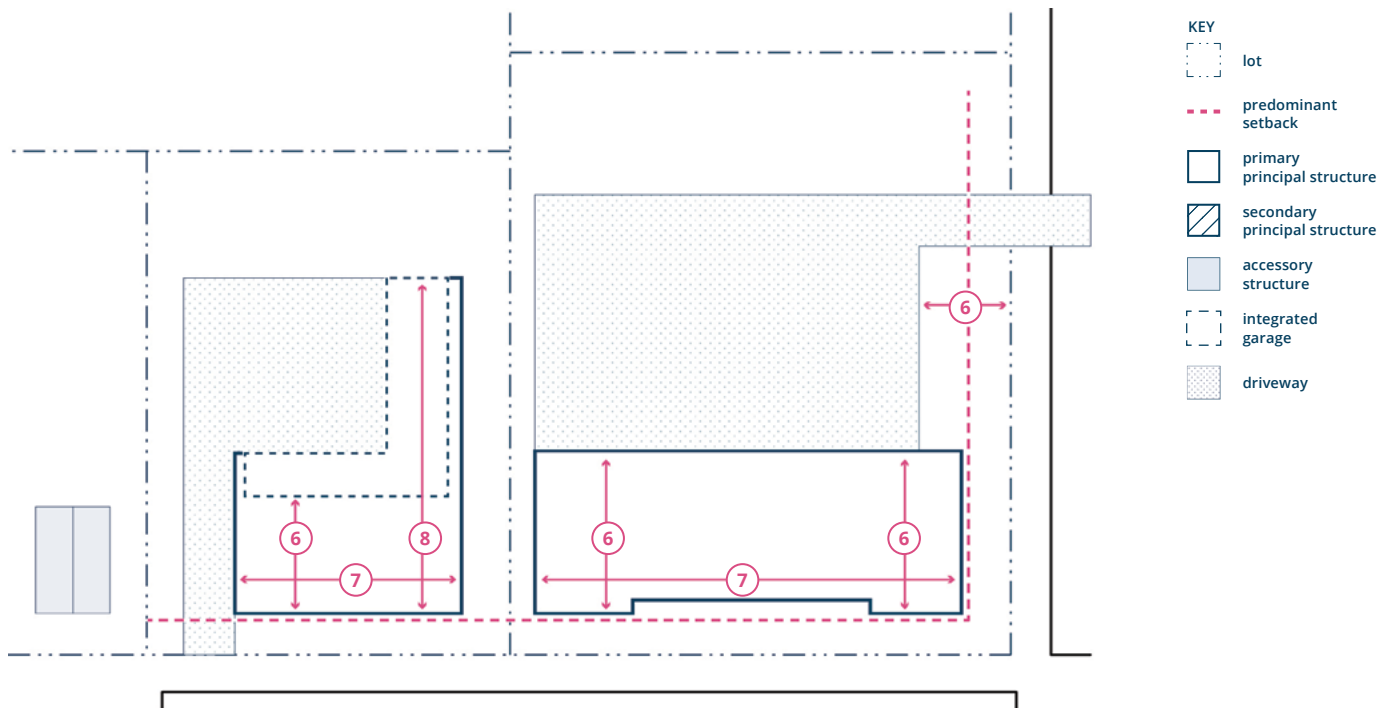 KEY
lot
predominant
setback
primary
principal structure
secondary
principal structure
accessory
structure
integrated
garage
driveway
6
6
8
6
6
7
7